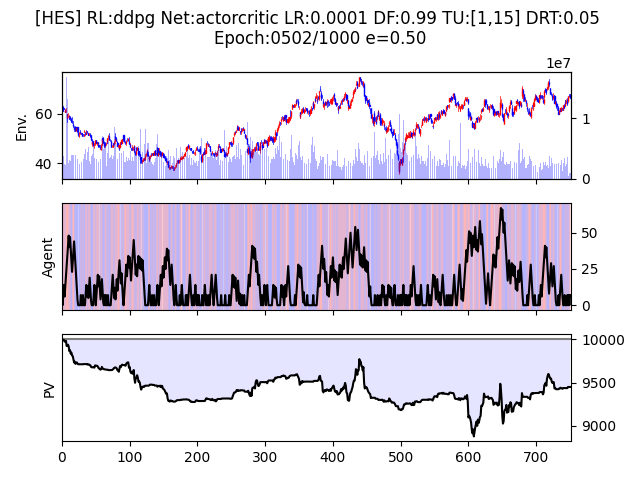 [HES] RL:ddpg Net:actorcritic LR:0.0001 DF:0.99 TU:[1,15] DRT:0.05
Epoch:0502/1000 e=0.50
1e7
Env.
60
40
1
0
Agent
50
25
0
PV
10000
9500
9000
0 100 200 300 400 500 600 700